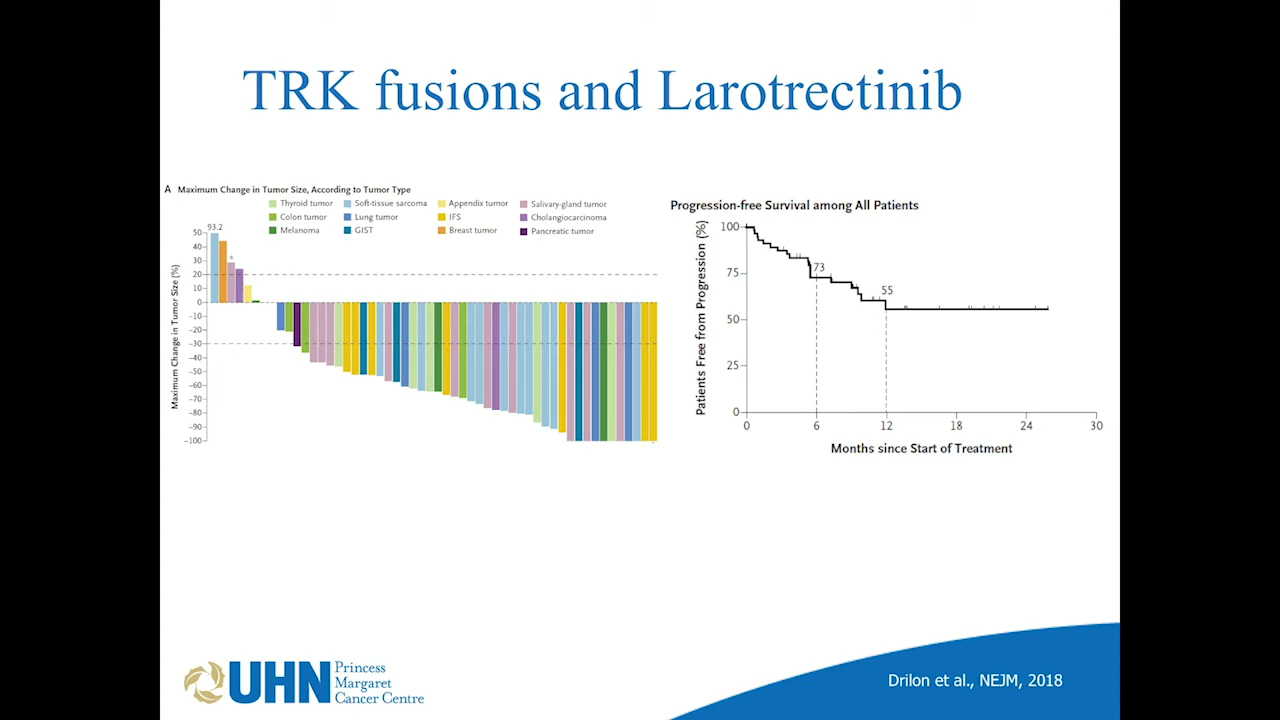 TRK fusions and Larotrectinib
A Maximum Change in Tumor Size, According to Tumor Type
Thyroid tumor Soft-tissue sarcoma Appendix tumor Salivary-gland tumor
Colon tumor Lung tumor IFS Cholangiocarcinoma
Melanoma GIST Breast tumor Pancreatic tumor
Maximum Change in Tumor Size (%)
93.2
*
50
40
30
20
10
0
-10
-20
-30
-40
-50
-60
-70
-80
-90
-100
Progression-free Survival among All Patients
Patients Free from Progression (%)
100
75
50
25
0
73
55
0 6 12 18 24 30
Months since Start of Treatment
UHN
Princess
Margaret
Cancer Centre
Drilon et al., NEJM, 2018